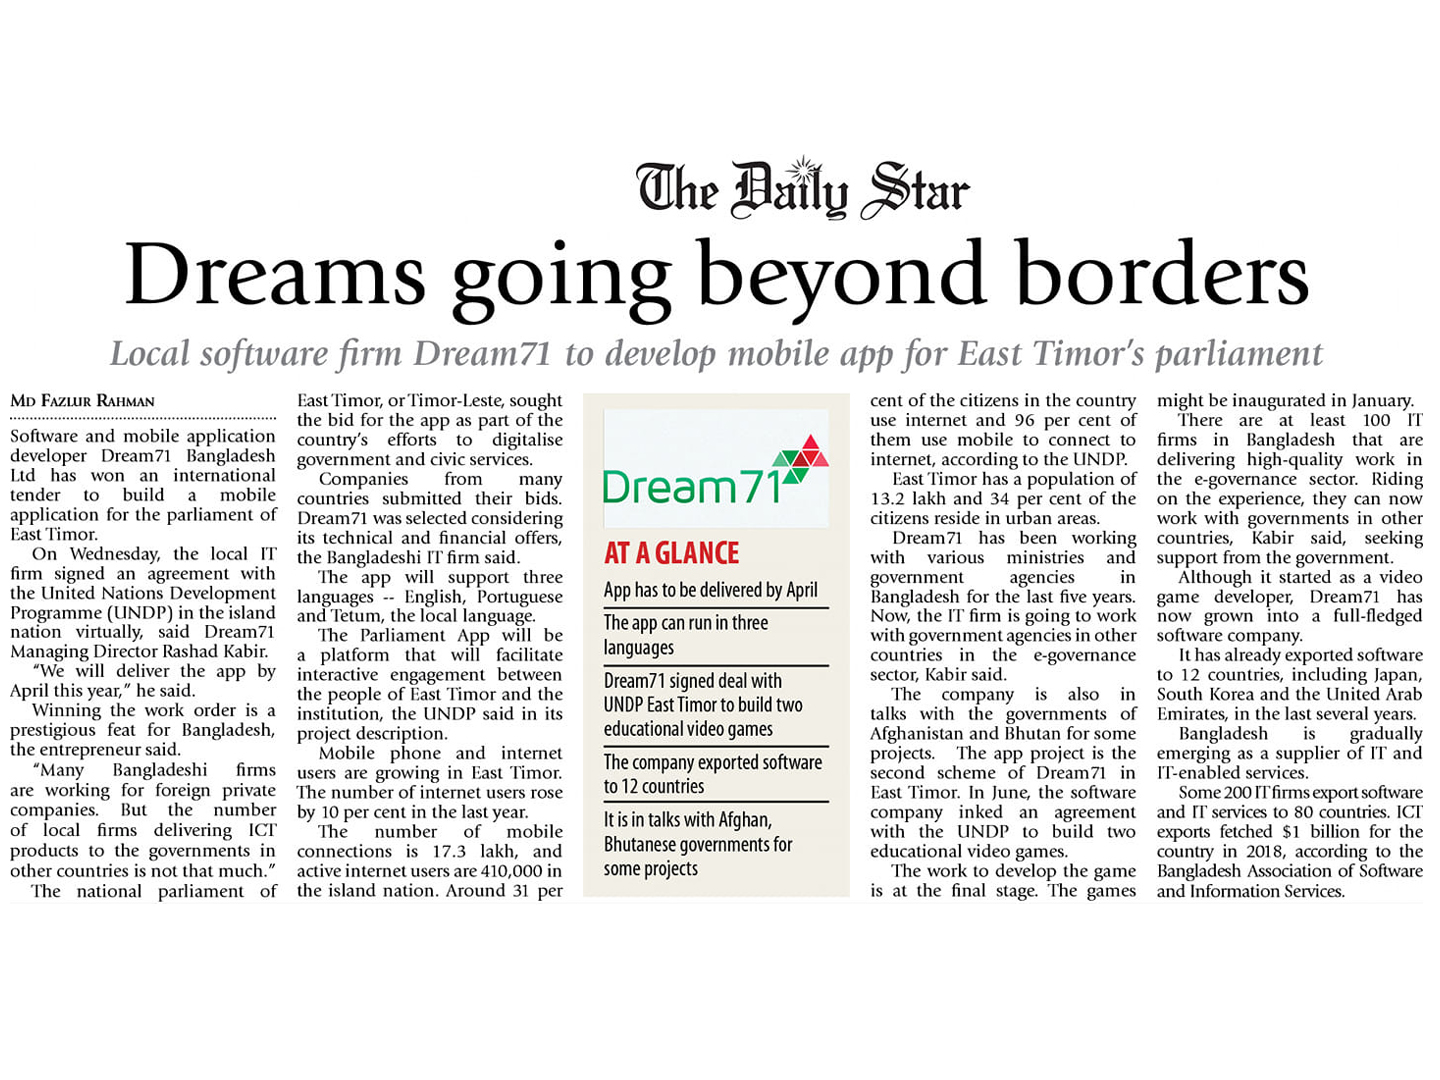 The Daily Star
Dreams going beyond borders
Local software firm Dream71 to develop mobile app for East Timor's parliament
MD FAZLUR RAHMAN
Software and mobile application
developer Dream71 Bangladesh
Ltd has won an international
tender to build a mobile
application for the parliament of
East Timor.
On Wednesday, the local IT
firm signed an agreement with
the United Nations Development
Programme (UNDP) in the island
nation virtually, said Dream71
Managing Director Rashad Kabir.
“We will deliver the app by
April this year,” he said.
Winning the work order is a
prestigious feat for Bangladesh,
the entrepreneur said.
“Many Bangladeshi firms
are working for foreign private
companies. But the number
of local firms delivering ICT
products to the governments in
other countries is not that much.”
The national parliament of
East Timor, or Timor-Leste, sought
the bid for the app as part of the
country's efforts to digitalise
government and civic services.
Companies from many
countries submitted their bids.
Dream71 was selected considering
its technical and financial offers,
the Bangladeshi IT firm said.
The app will support three
languages -- English, Portuguese
and Tetum, the local language.
The Parliament App will be
a platform that will facilitate
interactive engagement between
the people of East Timor and the
institution, the UNDP said in its
project description.
Mobile phone and internet
users are growing in East Timor.
The number of internet users rose
by 10 per cent in the last year.
The number of mobile
connections is 17.3 lakh, and
active internet users are 410,000 in
the island nation. Around 31 per
Dream71
AT A GLANCE
App has to be delivered by April
The app can run in three
languages
Dream71 signed deal with
UNDP East Timor to build two
educational video games
The company exported software
to 12 countries
It is in talks with Afghan,
Bhutanese governments for
some projects
cent of the citizens in the country
use internet and 96 per cent of
them use mobile to connect to
internet, according to the UNDP.
East Timor has a population of
13.2 lakh and 34 per cent of the
citizens reside in urban areas.
Dream71 has been working
with various ministries and
government agencies in
Bangladesh for the last five years.
Now, the IT firm is going to work
with government agencies in other
countries in the e-governance
sector, Kabir said.
The company is also in
talks with the governments of
Afghanistan and Bhutan for some
projects. The app project is the
second scheme of Dream71 in
East Timor. In June, the software
company inked an agreement
with the UNDP to build two
educational video games.
The work to develop the game
is at the final stage. The games
might be inaugurated in January.
There are at least 100 IT
firms in Bangladesh that are
delivering high-quality work in
the e-governance sector. Riding
on the experience, they can now
work with governments in other
countries, Kabir said, seeking
support from the government.
Although it started as a video
game developer, Dream71 has
now grown into a full-fledged
software company.
It has already exported software
to 12 countries, including Japan,
South Korea and the United Arab
Emirates, in the last several years.
Bangladesh is gradually
emerging as a supplier of IT and
IT-enabled services.
Some 200 IT firms export software
and IT services to 80 countries. ICT
exports fetched $1 billion for the
country in 2018, according to the
Bangladesh Association of Software
and Information Services.